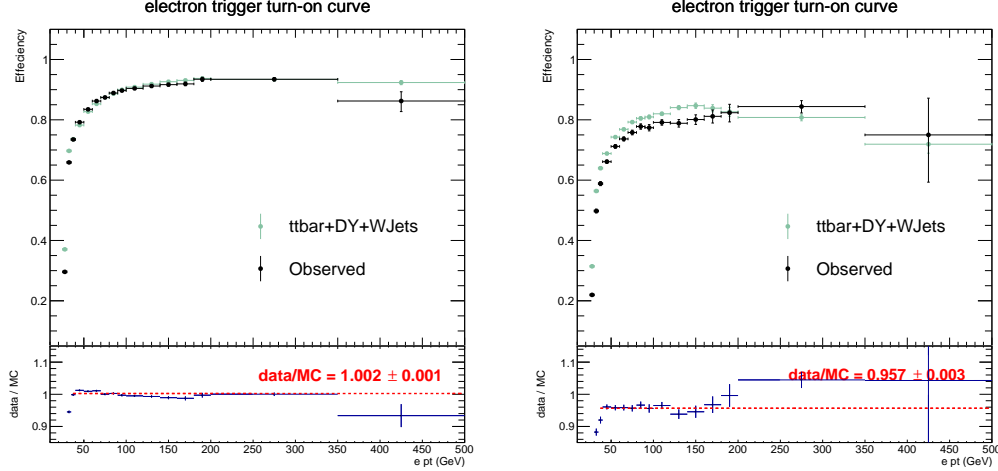 electron trigger turn-on curve
Effeciency
1
0.8
0.6
0.4
0.2
ttbar+DY+WJets
Observed
data / MC
1.1
1
0.9
data/MC = 1.002 ± 0.001
50 100 150 200 250 300 350 400 450 500
e pt (GeV)
electron trigger turn-on curve
Effeciency
1
0.8
0.6
0.4
0.2
ttbar+DY+WJets
Observed
data / MC
1.1
1
0.9
data/MC = 0.957 ± 0.003
50 100 150 200 250 300 350 400 450 500
e pt (GeV)